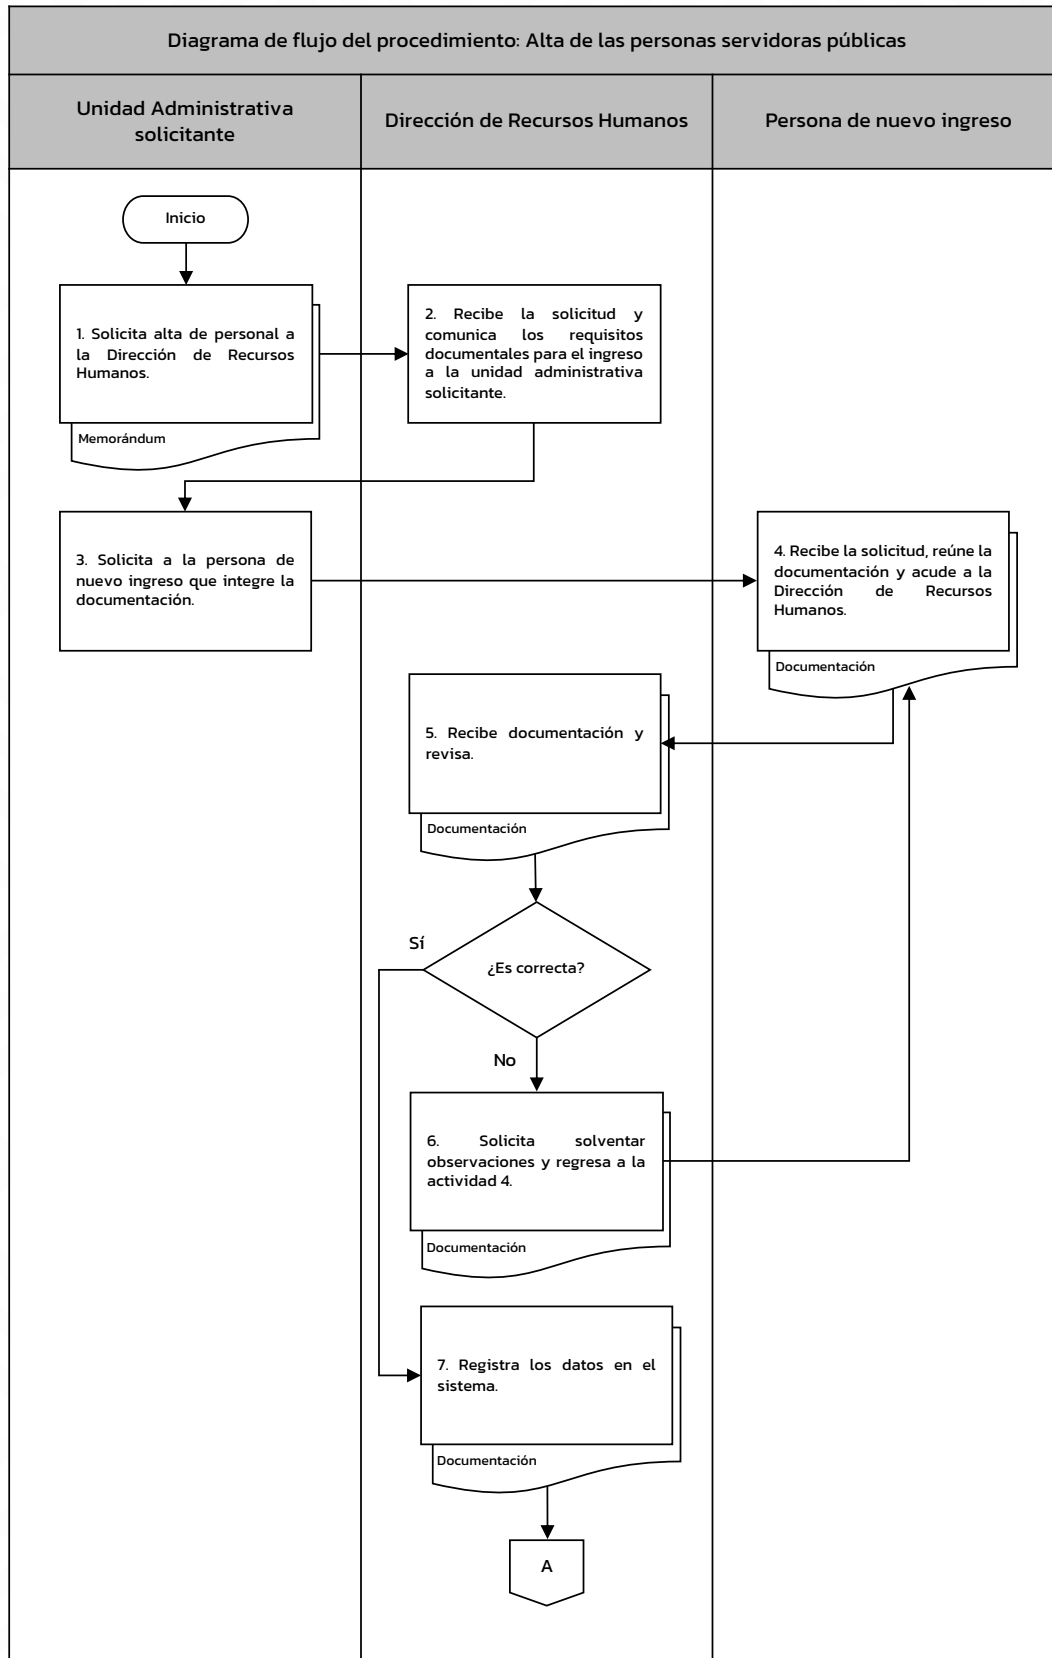 Diagrama de flujo del procedimiento: Alta de las personas servidoras públicas
Unidad Administrativa
solicitante
Dirección de Recursos Humanos
Persona de nuevo ingreso
Inicio
1. Solicita alta de personal a
la Dirección de Recursos
Humanos.
Memorándum
2. Recibe la solicitud y
comunica los requisitos
documentales para el ingreso
a la unidad administrativa
solicitante.
3. Solicita a la persona de
nuevo ingreso que integre la
documentación.
4. Recibe la solicitud, reúne la
documentación y acude a la
Dirección de Recursos
Humanos.
Documentación
5. Recibe documentación y
revisa.
Documentación
¿Es correcta?
Sí
No
6. Solicita solventar
observaciones y regresa a la
actividad 4.
Documentación
7. Registra los datos en el
sistema.
Documentación
A